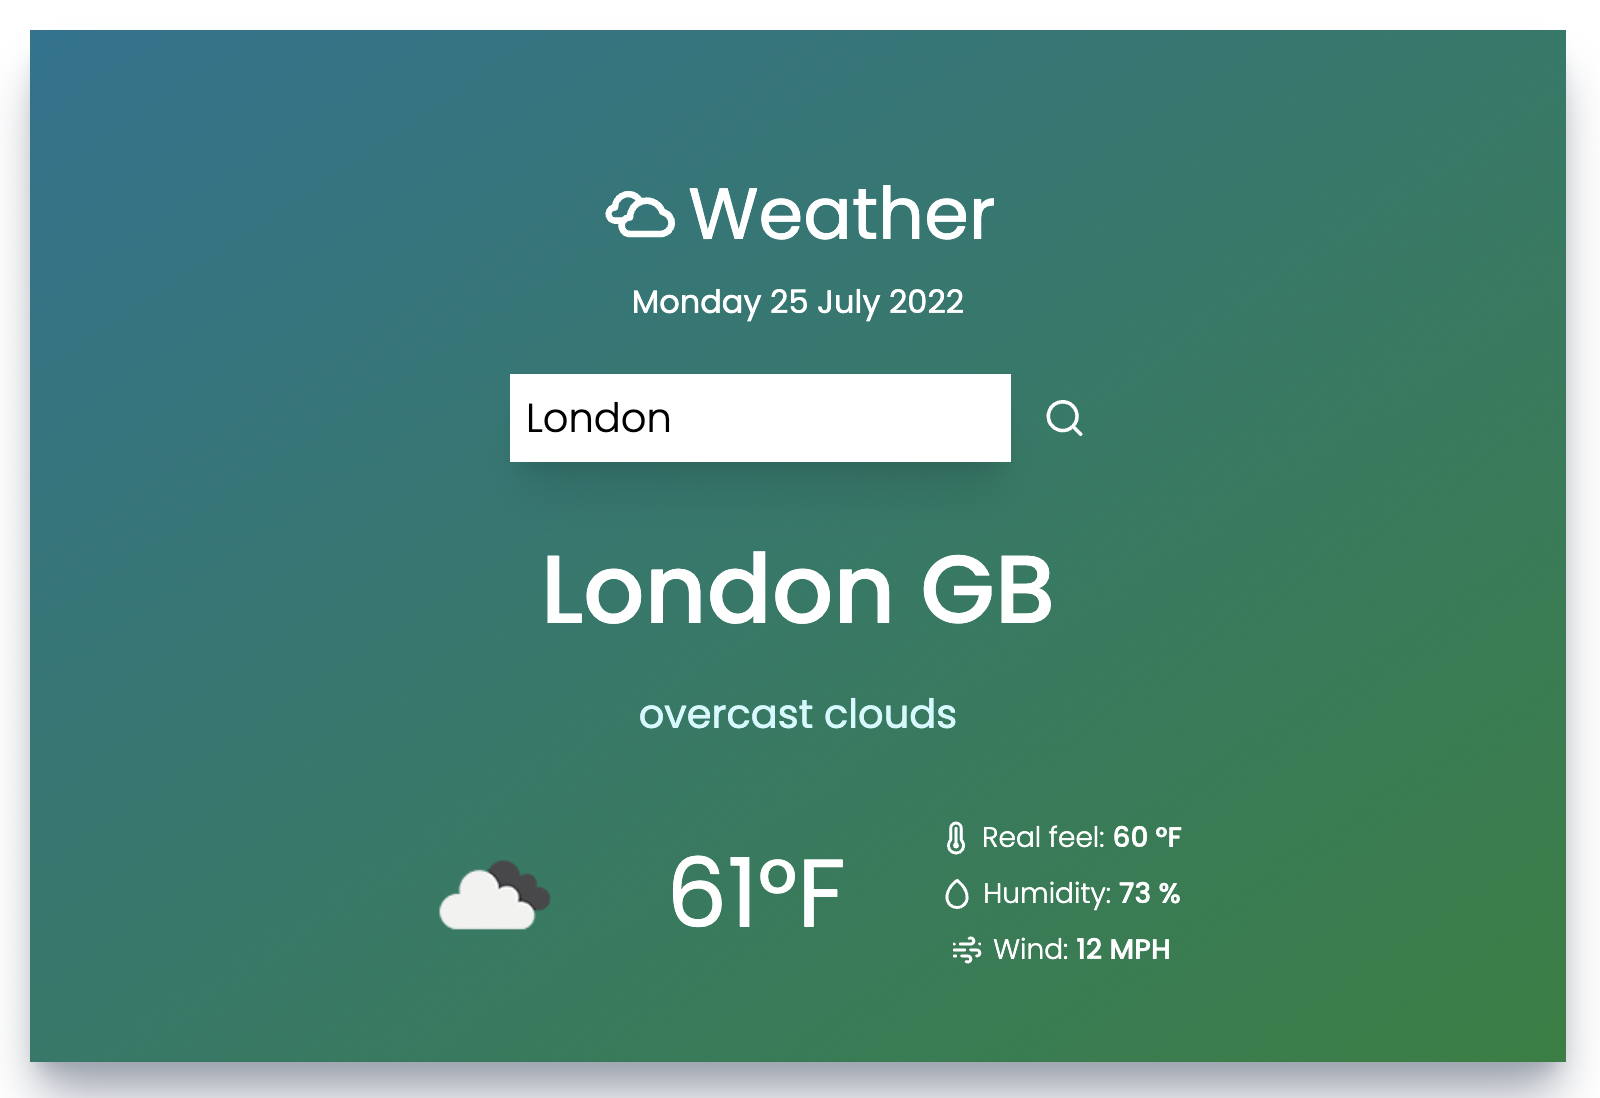 Weather
Monday 25 July 2022
London
London GB
overcast clouds
61°F
Real feel: 60 °F
Humidity: 73 %
Wind: 12 MPH